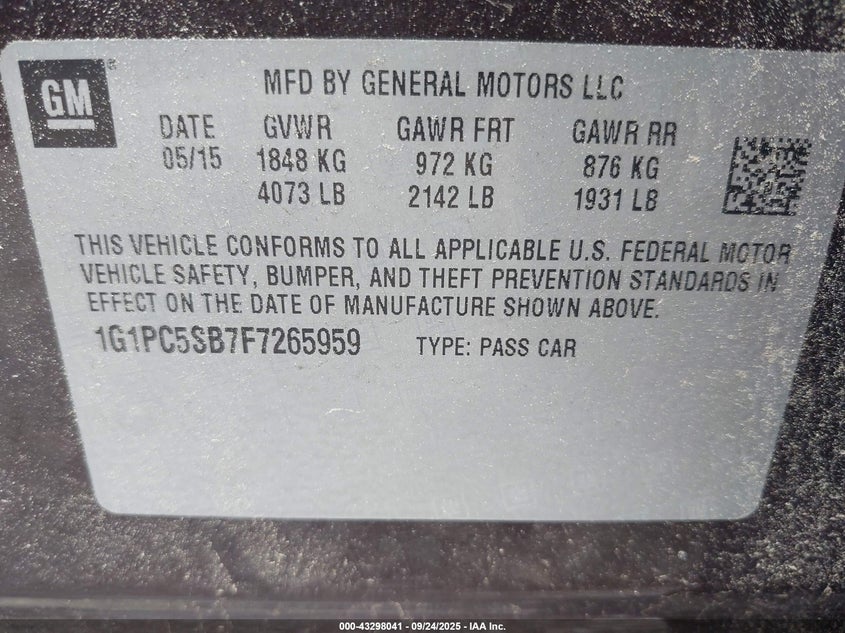 GM
MFD BY GENERAL MOTORS LLC
DATE GVWR GAWR FRT GAWR RR
05/15 1848 KG 972 KG 876 KG
4073 LB 2142 LB 1931 LB
THIS VEHICLE CONFORMS TO ALL APPLICABLE U.S. FEDERAL MOTOR
VEHICLE SAFETY, BUMPER, AND THEFT PREVENTION STANDARDS IN
EFFECT ON THE DATE OF MANUFACTURE SHOWN ABOVE.
1G1PC5SB7F7265959 TYPE: PASS CAR
000-43298041 - 09/24/2025 - IAA Inc.